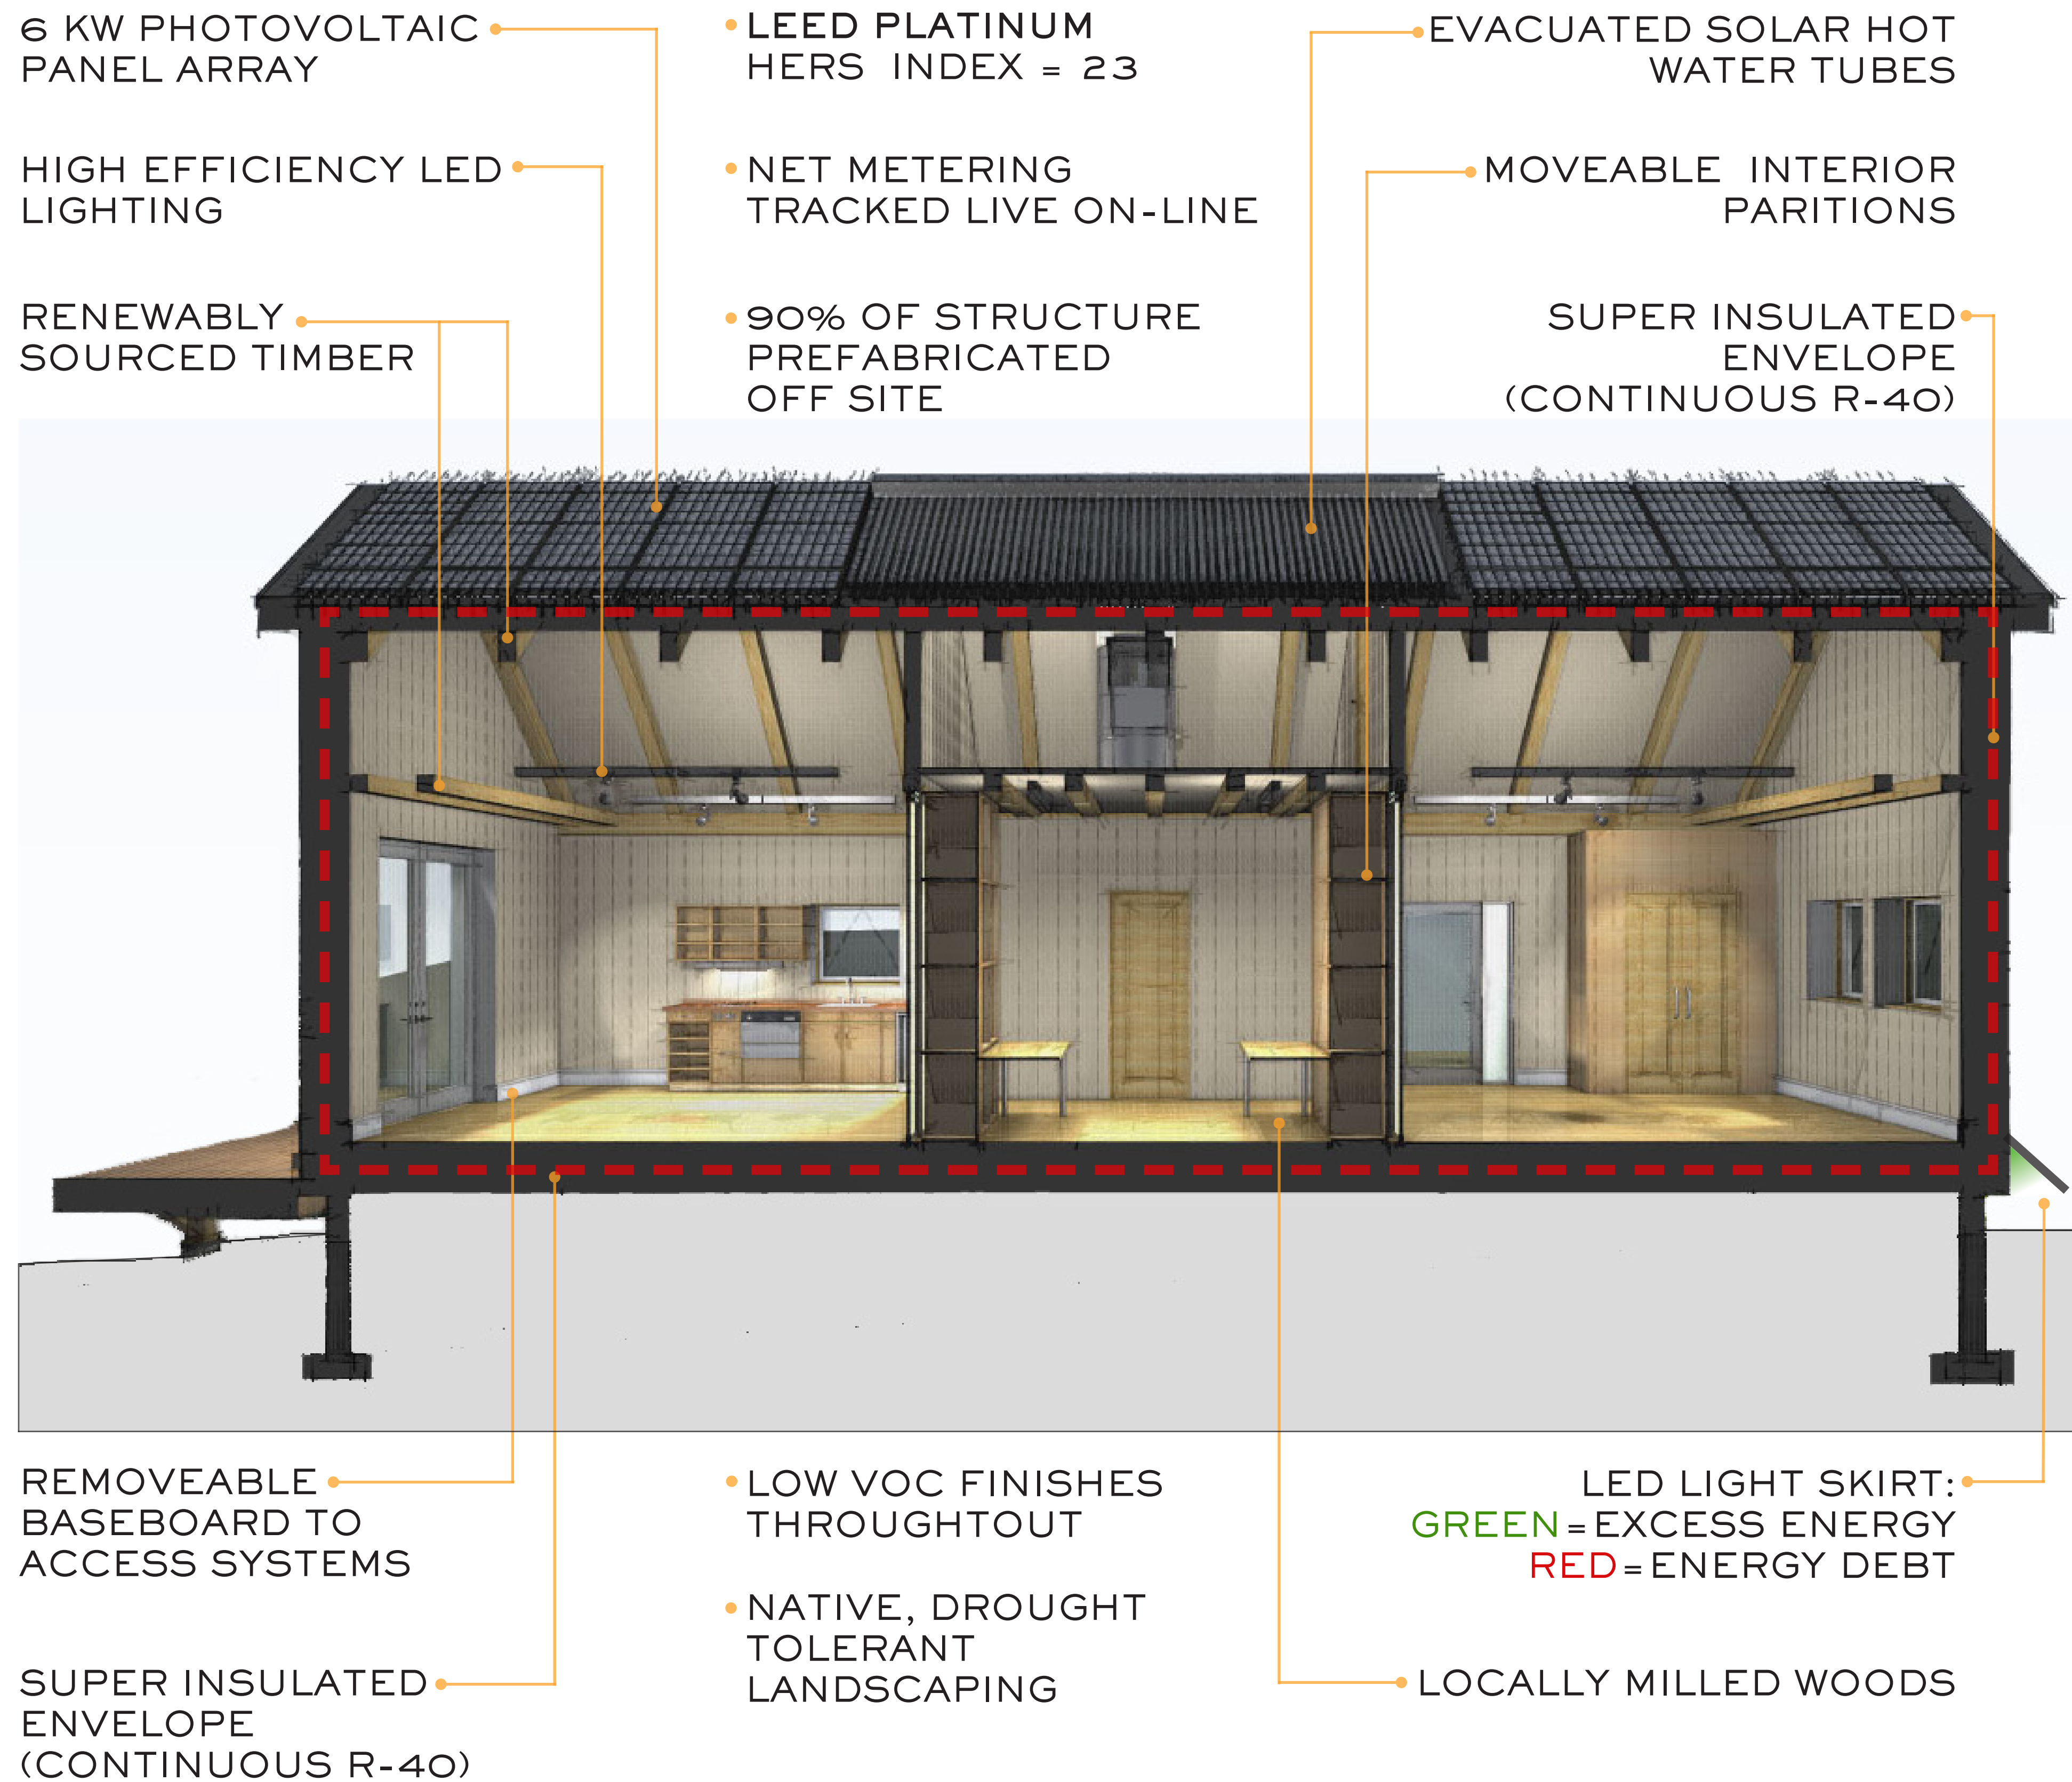 6 KW PHOTOVOLTAIC
PANEL ARRAY
HIGH EFFICIENCY LED
LIGHTING
RENEWABLY
SOURCED TIMBER
LEED PLATINUM
HERS INDEX = 23
NET METERING
TRACKED LIVE ON-LINE
90% OF STRUCTURE
PREFABRICATED
OFF SITE
EVACUATED SOLAR HOT
WATER TUBES
MOVEABLE INTERIOR
PARITIONS
SUPER INSULATED
ENVELOPE
(CONTINUOUS R-40)
REMOVEABLE
BASEBOARD TO
ACCESS SYSTEMS
SUPER INSULATED
ENVELOPE
(CONTINUOUS R-40)
LOW VOC FINISHES
THROUGHTOUT
NATIVE, DROUGHT
TOLERANT
LANDSCAPING
LED LIGHT SKIRT:
GREEN = EXCESS ENERGY
RED = ENERGY DEBT
LOCALLY MILLED WOODS